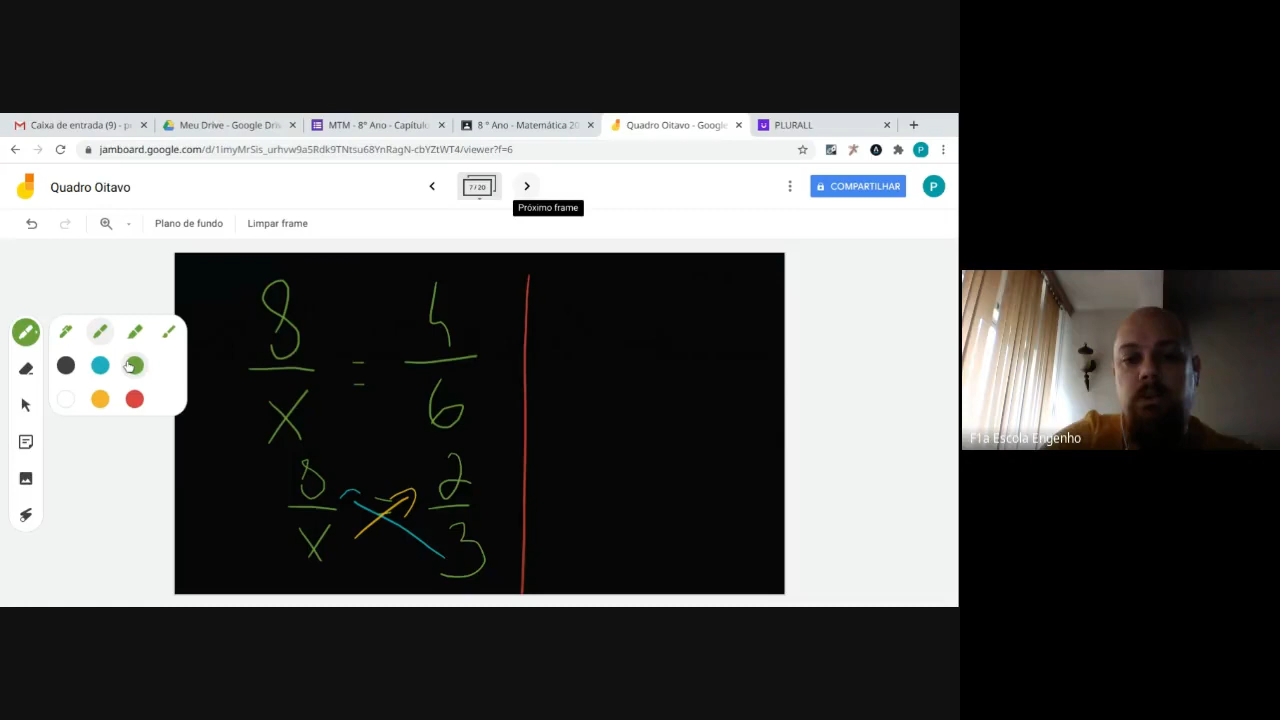 Caixa de entrada (9) - p
Meu Drive - Google Dri
MTM - 8° Ano - Capítulo
8 º Ano - Matemática 20
Quadro Oitavo - Google
PLURALL
jamboard.google.com/d/1imyMrSis_urhvw9a5Rdk9TNtsu68YnRagN-cbYZtWT4/viewer?f=6
P
Quadro Oitavo
7 / 20
COMPARTILHAR
P
Próximo frame
Plano de fundo
Limpar frame
8/x = 4/6
8/x = 2/3
F1a Escola Engenho